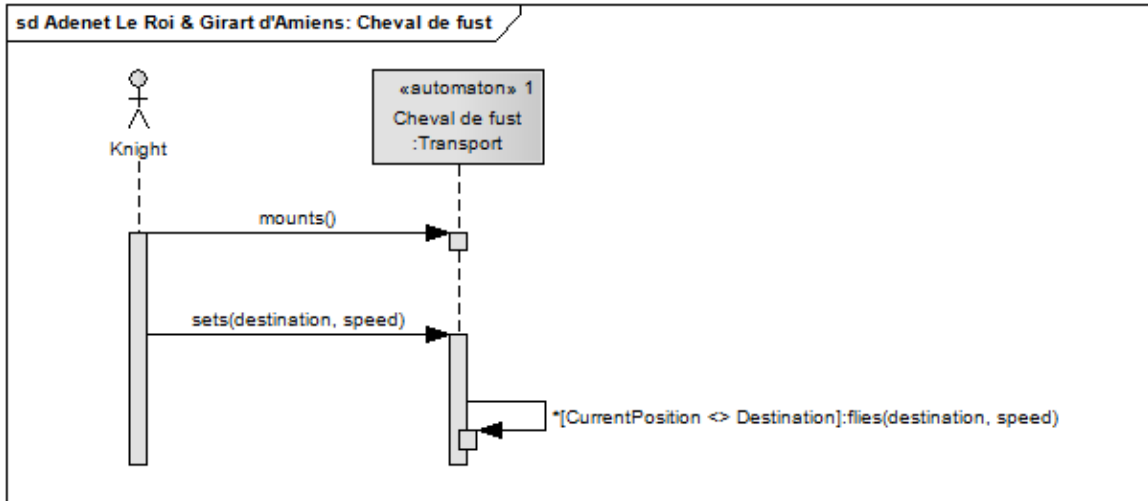 sd Adenet Le Roi & Girart d'Amiens: Cheval de fust
«automaton» 1
Cheval de fust
:Transport
Knight
mounts()
sets(destination, speed)
*[CurrentPosition <> Destination]:flies(destination, speed)